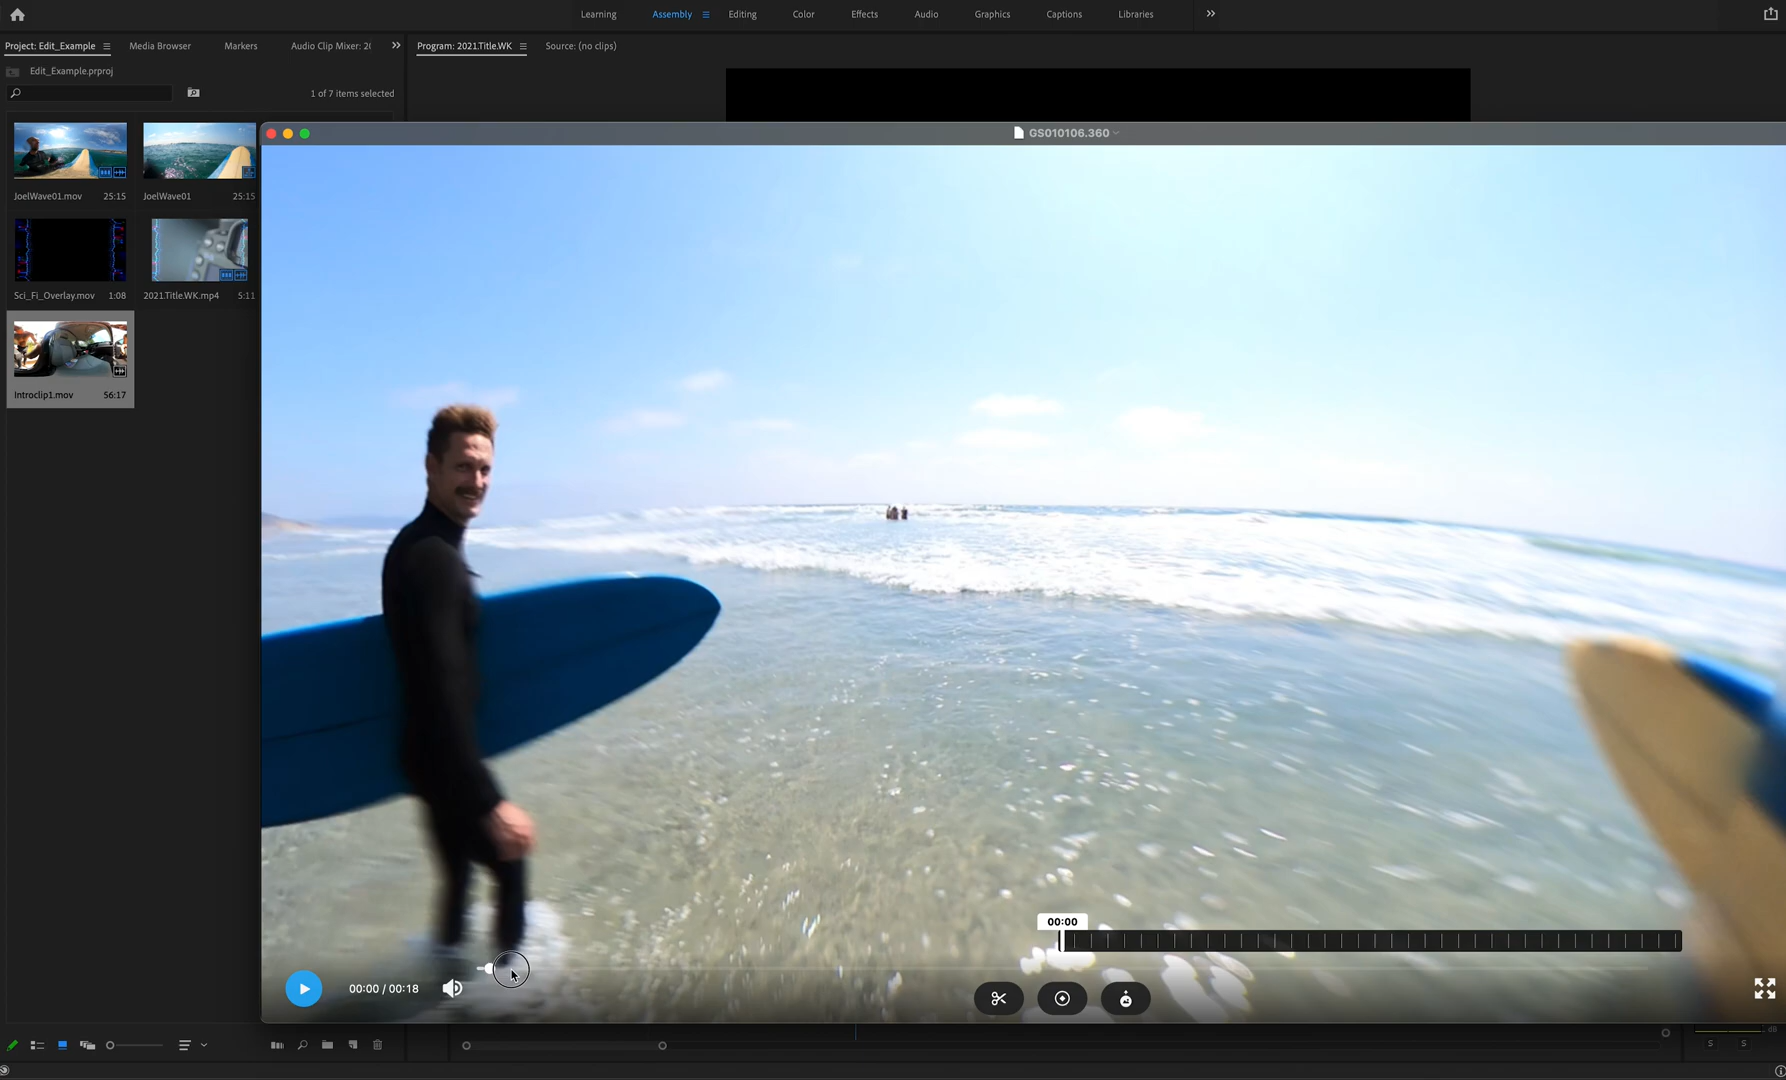 Learning Assembly Editing Color Effects Audio Graphics Captions Libraries
Project: Edit_Example Media Browser Markers Audio Clip Mixer: 20 Program: 2021.Title.WK Source: (no clips)
Edit_Example.prproj
1 of 7 items selected
GS010106.360
JoelWave01.mov 25:15 JoelWave01 25:15
Sci_Fi_Overlay.mov 1:08 2021.Title.WK.mp4 5:11
Introclip1.mov 56:17
00:00
00:00 / 00:18
dB
S S